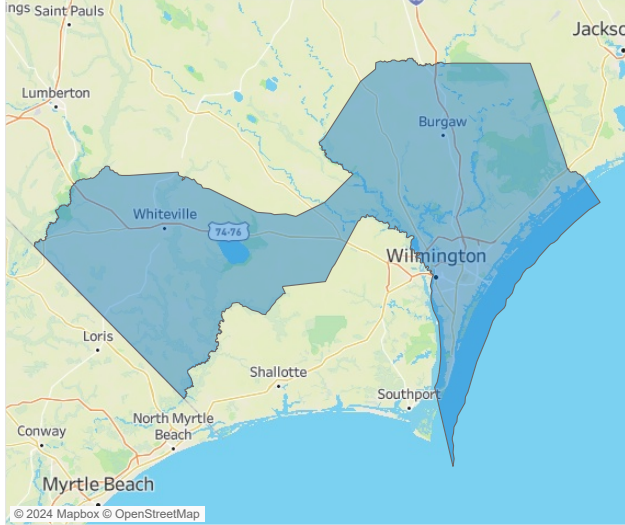 ngs
Saint Pauls
Jackso
Lumberton
Burgaw
Whiteville
74-76
Wilmington
Loris
Shallotte
Southport
North Myrtle
Beach
Conway
Myrtle Beach
© 2024 Mapbox © OpenStreetMap